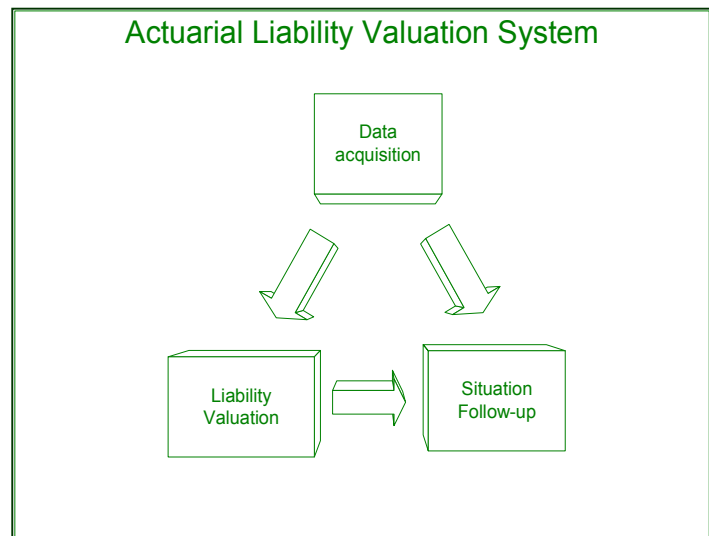 Actuarial Liability Valuation System
Data
acquisition
Liability
Valuation
Situation
Follow-up